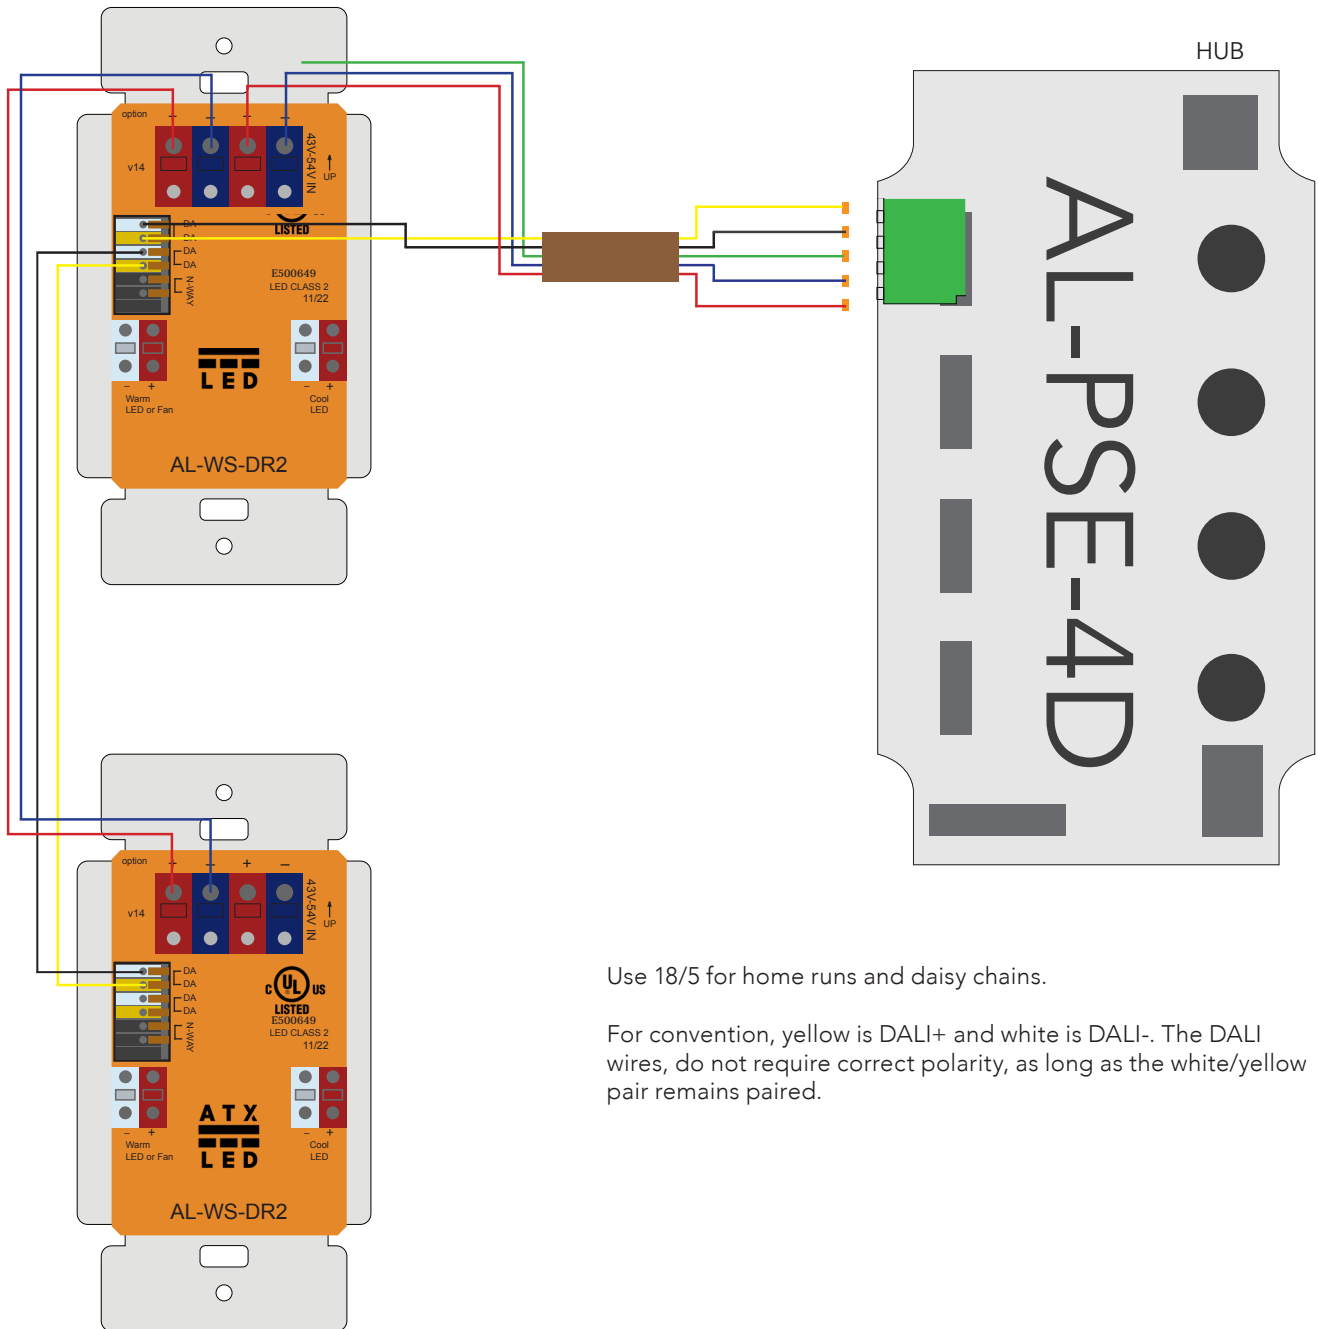 HUB
option
+ – + –
v14
43V-54V IN
UP
US
LISTED
DA
DA
DA
DA
N-WAY
E500649
LED CLASS 2
11/22
LED
– +
Warm
LED or Fan
– +
Cool
LED
AL-WS-DR2
AL-PSE-4D
option
+ – + –
v14
43V-54V IN
UP
DA
DA
DA
DA
N-WAY
C UL US
LISTED
E500649
LED CLASS 2
11/22
ATX
LED
– +
Warm
LED or Fan
– +
Cool
LED
AL-WS-DR2
Use 18/5 for home runs and daisy chains.
For convention, yellow is DALI+ and white is DALI-. The DALI
wires, do not require correct polarity, as long as the white/yellow
pair remains paired.